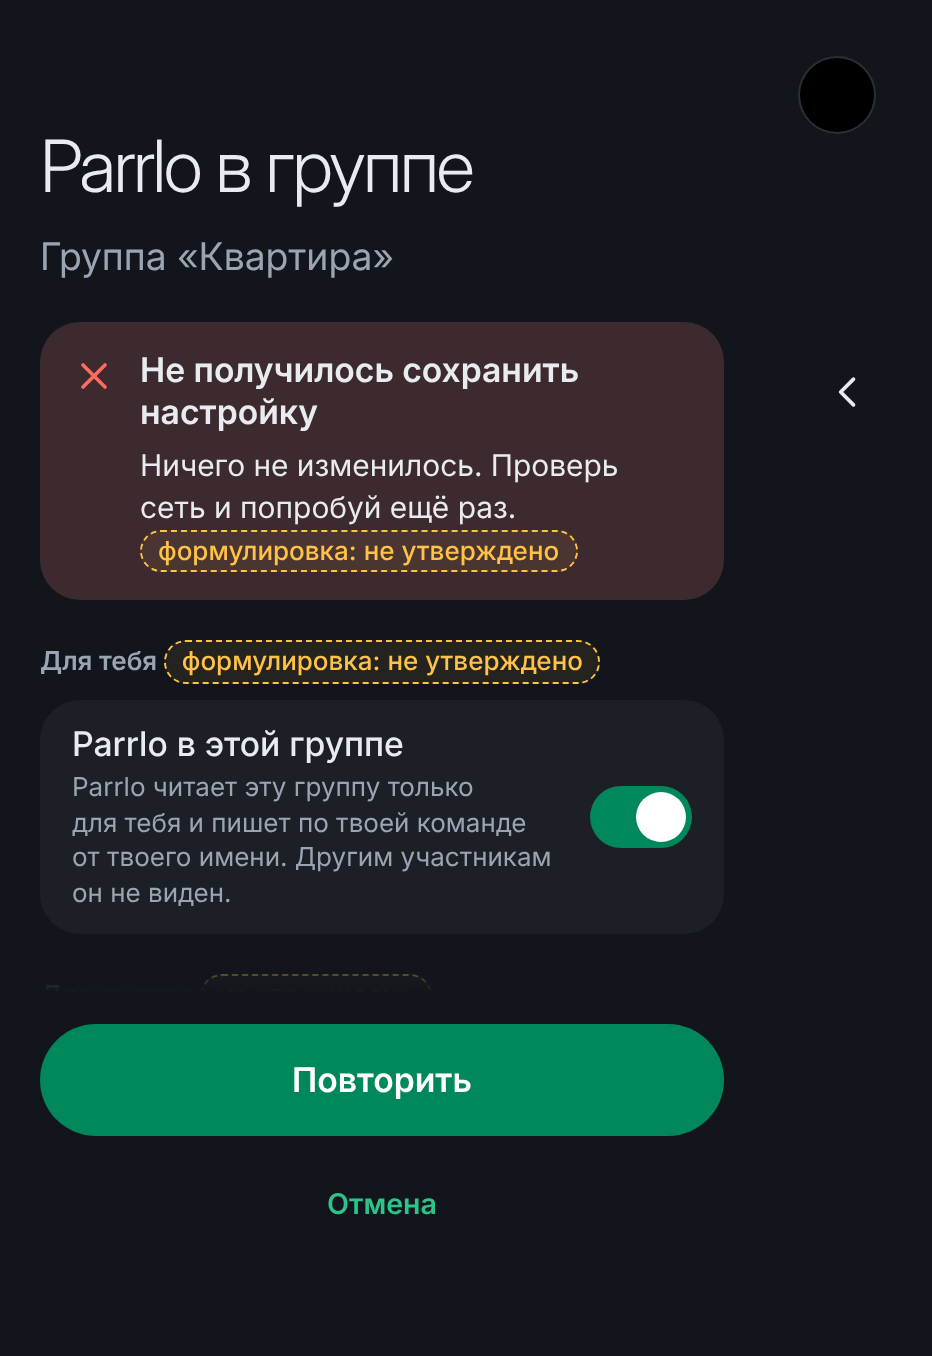 Parrlo в группе
Группа «Квартира»
Не получилось сохранить
настройку
Ничего не изменилось. Проверь
сеть и попробуй ещё раз.
формулировка: не утверждено
Для тебя формулировка: не утверждено
Parrlo в этой группе
Parrlo читает эту группу только
для тебя и пишет по твоей команде
от твоего имени. Другим участникам
он не виден.
Повторить
Отмена